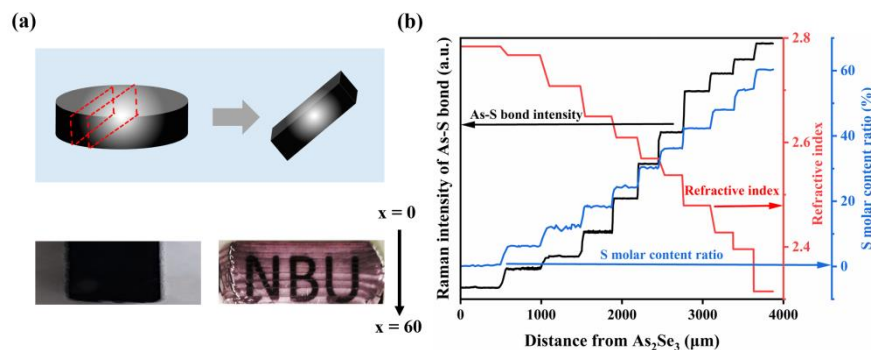 (a)
NBU
x = 0
x = 60
(b)
Raman intensity of As-S bond (a.u.)
As-S bond intensity
Refractive index
S molar content ratio
0
1000
2000
3000
4000
Distance from As₂Se₃ (μm)
2.8
2.6
2.4
Refractive index
60
40
20
0
S molar content ratio (%)